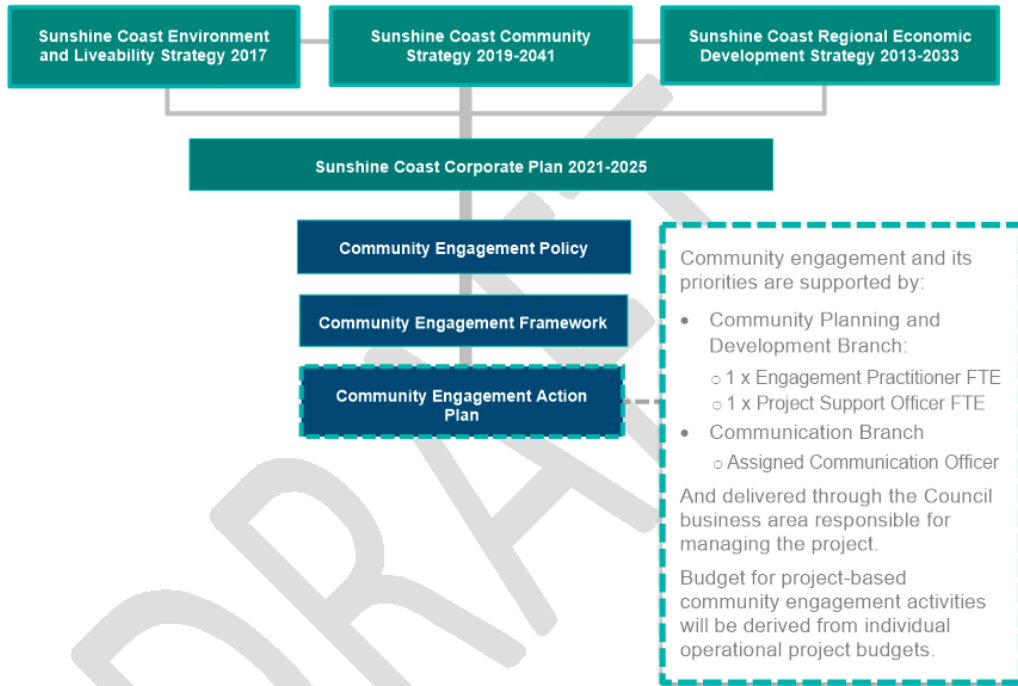 Sunshine Coast Environment
and Liveability Strategy 2017
Sunshine Coast Community
Strategy 2019-2041
Sunshine Coast Regional Economic
Development Strategy 2013-2033
Sunshine Coast Corporate Plan 2021-2025
Community Engagement Policy
Community Engagement Framework
Community Engagement Action
Plan
Community engagement and its
priorities are supported by:
• Community Planning and
Development Branch:
○ 1 x Engagement Practitioner FTE
○ 1 x Project Support Officer FTE
• Communication Branch
○ Assigned Communication Officer
And delivered through the Council
business area responsible for
managing the project.
Budget for project-based
community engagement activities
will be derived from individual
operational project budgets.
DRAFT